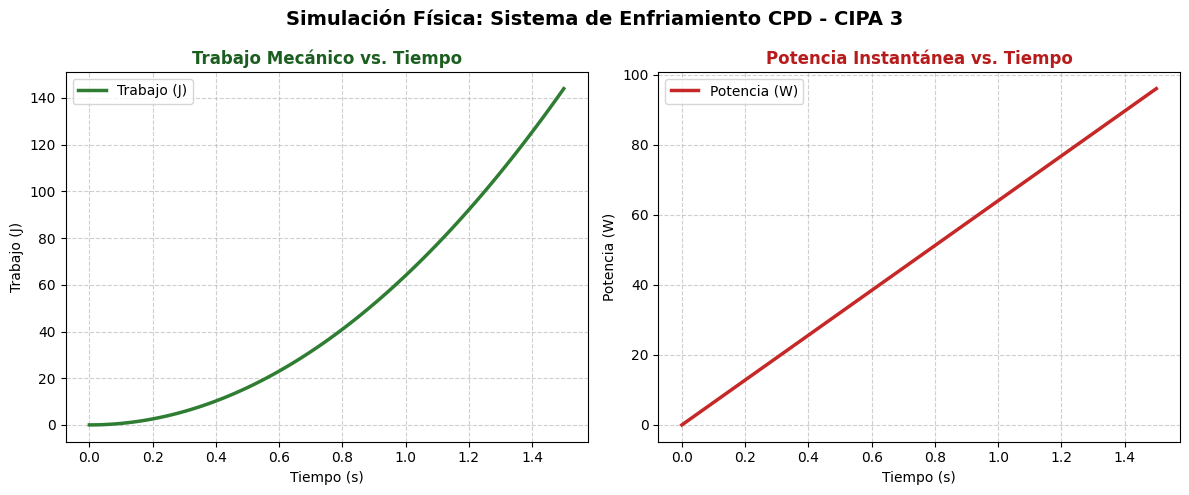 Simulación Física: Sistema de Enfriamiento CPD - CIPA 3
Trabajo Mecánico vs. Tiempo
Trabajo (J)
140
120
100
80
60
40
20
0
Trabajo (J)
0.0 0.2 0.4 0.6 0.8 1.0 1.2 1.4
Tiempo (s)
Potencia Instantánea vs. Tiempo
Potencia (W)
100
80
60
40
20
0
Potencia (W)
0.0 0.2 0.4 0.6 0.8 1.0 1.2 1.4
Tiempo (s)